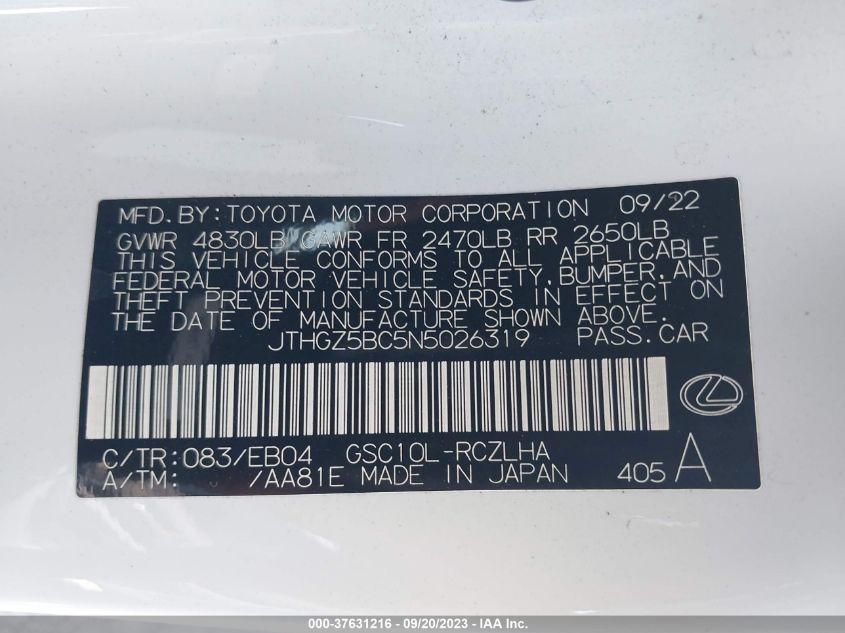 MFD.BY:TOYOTA MOTOR CORPORATION 09/22
GVWR 4830LB GAWR FR 2470LB RR 2650LB
THIS VEHICLE CONFORMS TO ALL APPLICABLE
FEDERAL MOTOR VEHICLE SAFETY,BUMPER,AND
THEFT PREVENTION STANDARDS IN EFFECT ON
THE DATE OF MANUFACTURE SHOWN ABOVE.
JTHGZ5BC5N5026319 PASS.CAR
C/TR:083/EB04 GSC10L-RCZLHA
A/TM: /AA81E MADE IN JAPAN 405 A
000-37631216 - 09/20/2023 - IAA Inc.